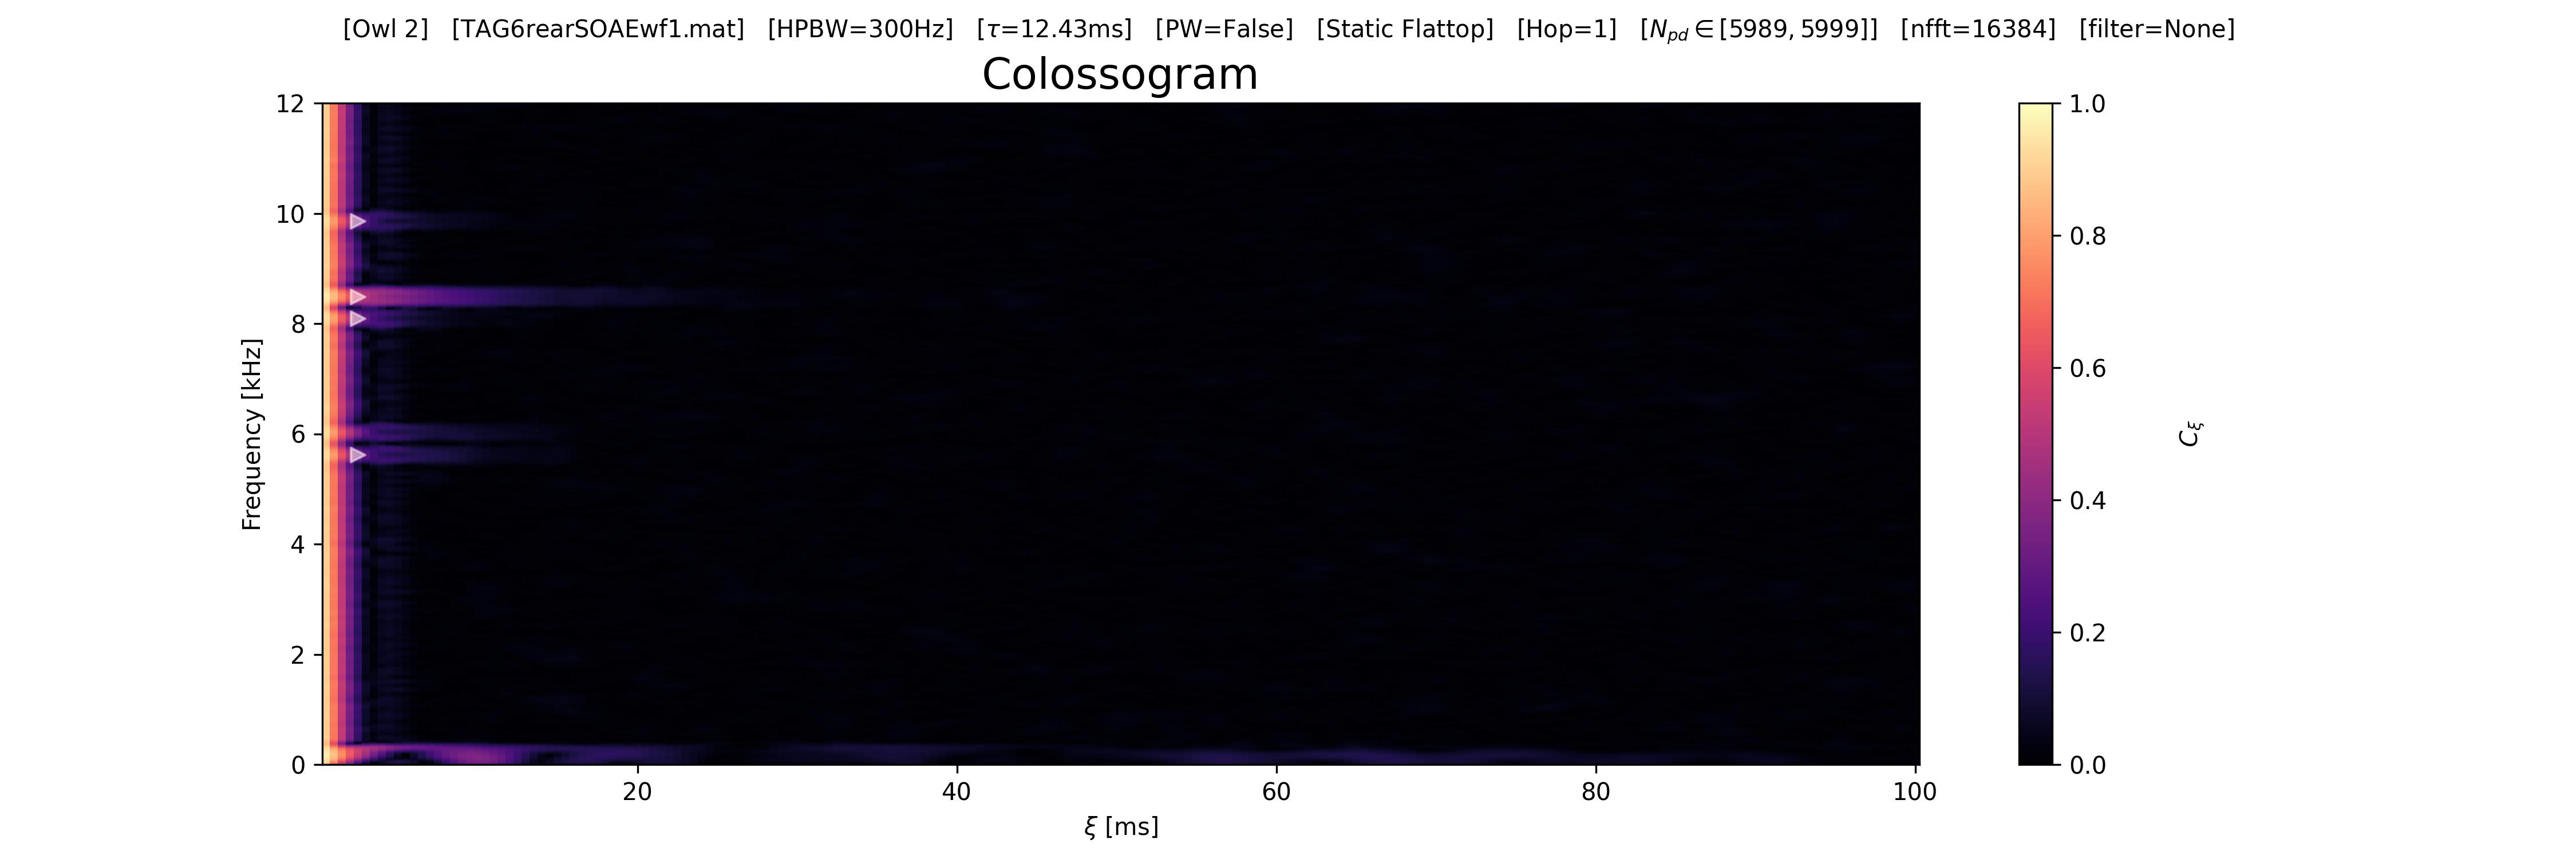 [Owl 2] [TAG6rearSOAEwf1.mat] [HPBW=300Hz] [τ=12.43ms] [PW=False] [Static Flattop] [Hop=1] [N_pd ∈ [5989, 5999]] [nfft=16384] [filter=None]
Colossogram
12
10
8
6
4
2
0
Frequency [kHz]
20 40 60 80 100
ξ [ms]
1.0
0.8
0.6
0.4
0.2
0.0
C_ξ